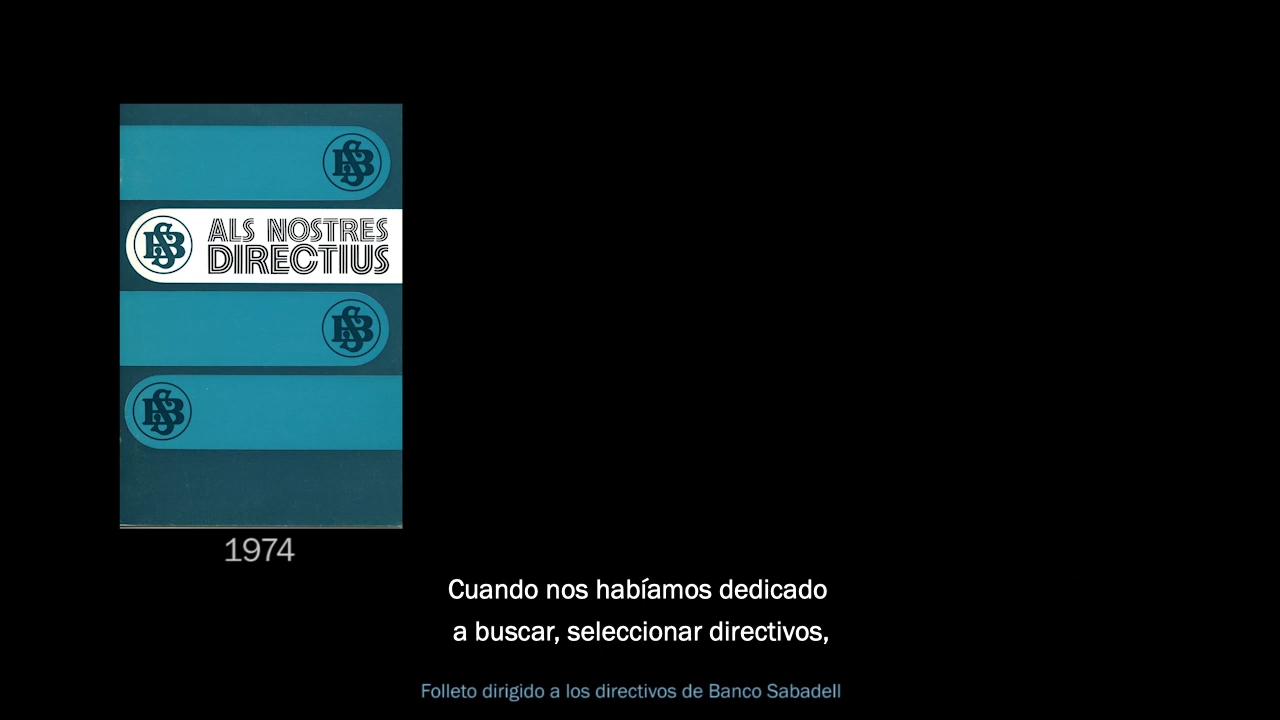 ALS NOSTRES
DIRECTIUS
1974
Cuando nos habíamos dedicado
a buscar, seleccionar directivos,
Folleto dirigido a los directivos de Banco Sabadell